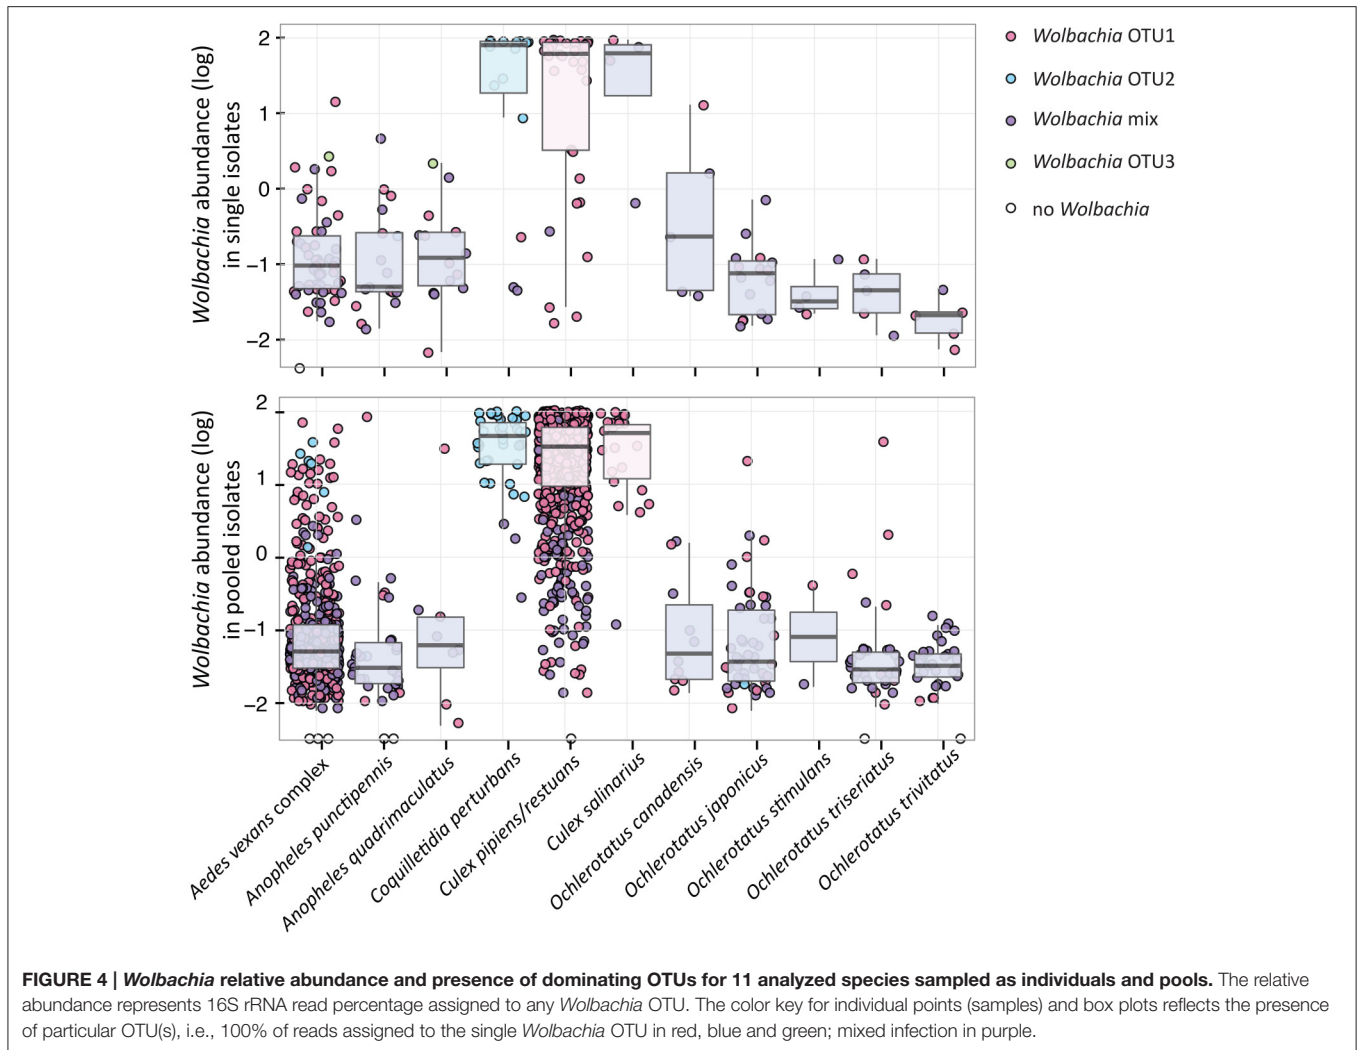 2
1
0
−1
−2
Wolbachia abundance (log)
in single isolates
Wolbachia OTU1
Wolbachia OTU2
Wolbachia mix
Wolbachia OTU3
no Wolbachia
2
1
0
−1
−2
Wolbachia abundance (log)
in pooled isolates
Aedes vexans complex
Anopheles punctipennis
Anopheles quadrimaculatus
Coquilletidia perturbans
Culex pipiens/restuans
Culex salinarius
Ochlerotatus canadensis
Ochlerotatus japonicus
Ochlerotatus stimulans
Ochlerotatus triseriatus
Ochlerotatus trivitatus
FIGURE 4 | Wolbachia relative abundance and presence of dominating OTUs for 11 analyzed species sampled as individuals and pools. The relative
abundance represents 16S rRNA read percentage assigned to any Wolbachia OTU. The color key for individual points (samples) and box plots reflects the presence
of particular OTU(s), i.e., 100% of reads assigned to the single Wolbachia OTU in red, blue and green; mixed infection in purple.